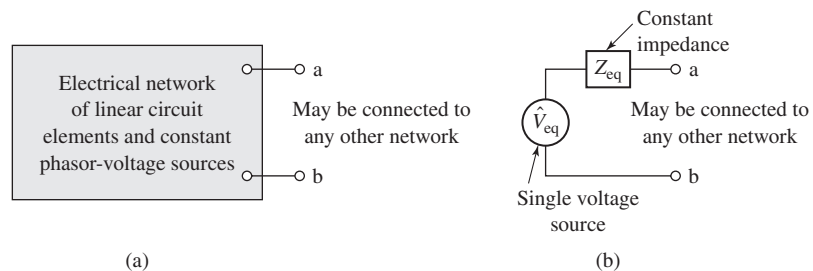 Electrical network
of linear circuit
elements and constant
phasor-voltage sources
a
May be connected to
any other network
b
(a)
Constant
impedance
Z_eq
a
V̂_eq
May be connected to
any other network
b
Single voltage
source
(b)